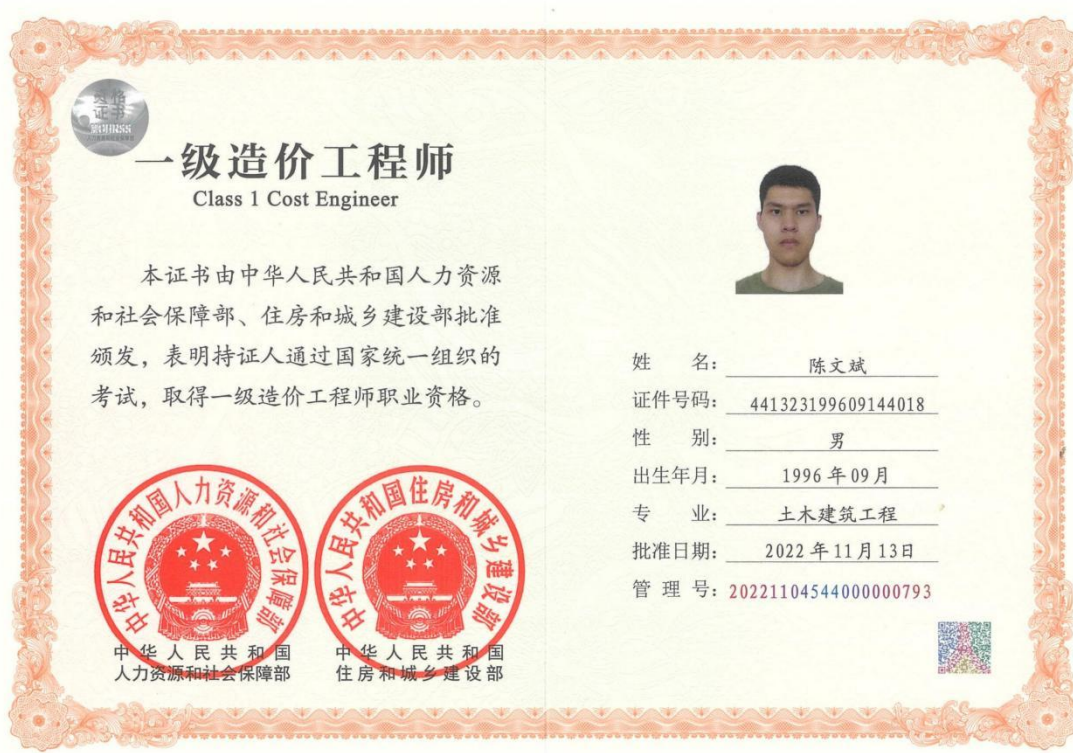 资格
证书
MOHRSS
一级造价工程师
Class 1 Cost Engineer
本证书由中华人民共和国人力资源
和社会保障部、住房和城乡建设部批准
颁发，表明持证人通过国家统一组织的
考试，取得一级造价工程师职业资格。
中华人民共和国人力资源和社会保障部
中华人民共和国住房和城乡建设部
中华人民共和国
人力资源和社会保障部
中华人民共和国
住房和城乡建设部
姓 名： 陈文斌
证件号码： 441323199609144018
性 别： 男
出生年月： 1996年09月
专 业： 土木建筑工程
批准日期： 2022年11月13日
管 理 号： 20221104544000000793